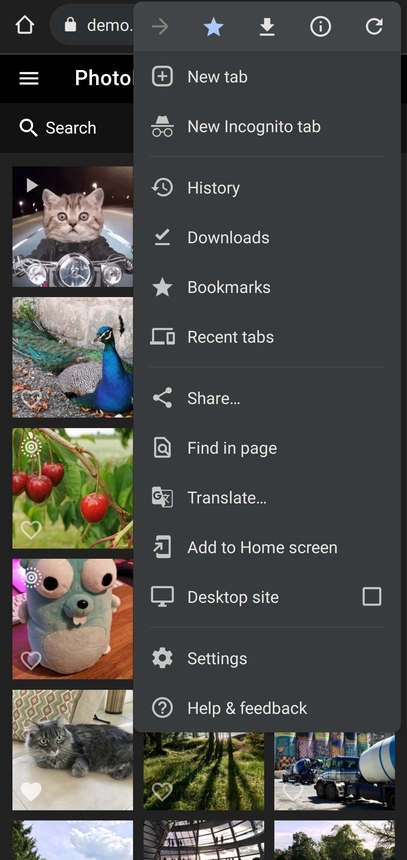 demo.
Photo
Search
New tab
New Incognito tab
History
Downloads
Bookmarks
Recent tabs
Share…
Find in page
Translate…
Add to Home screen
Desktop site
Settings
Help & feedback